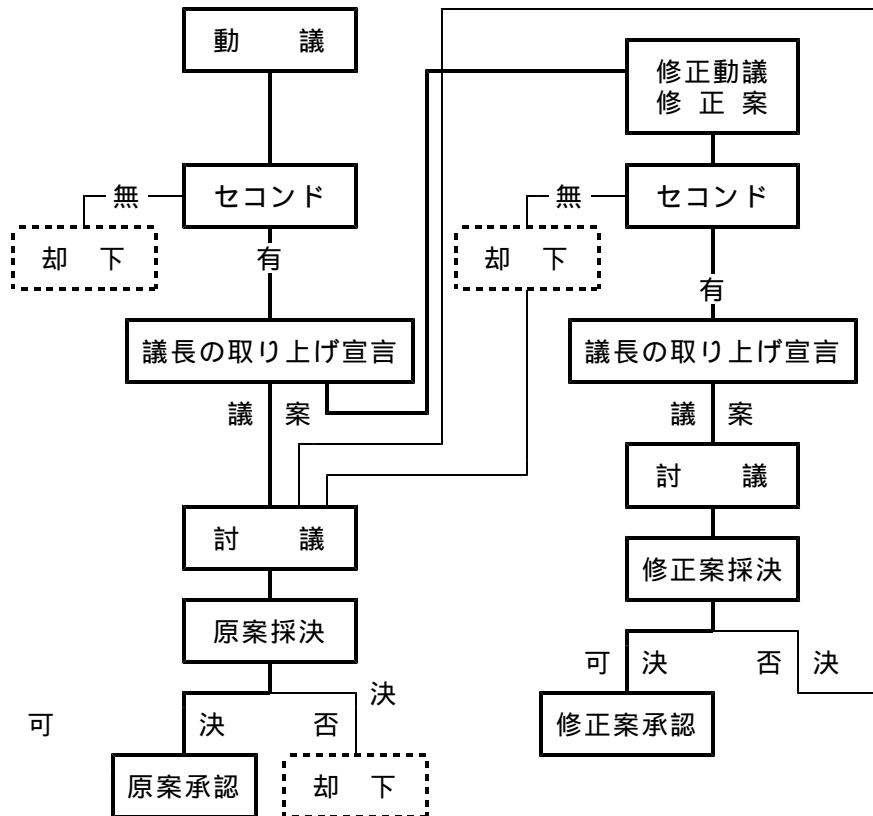 動　　議
セコンド
無
却　下
有
議長の取り上げ宣言
議　案
討　　議
原案採決
可　決
否　決
原案承認
却　下
修正動議
修 正 案
セコンド
無
却　下
有
議長の取り上げ宣言
議　案
討　　議
修正案採決
可　決
否　決
修正案承認